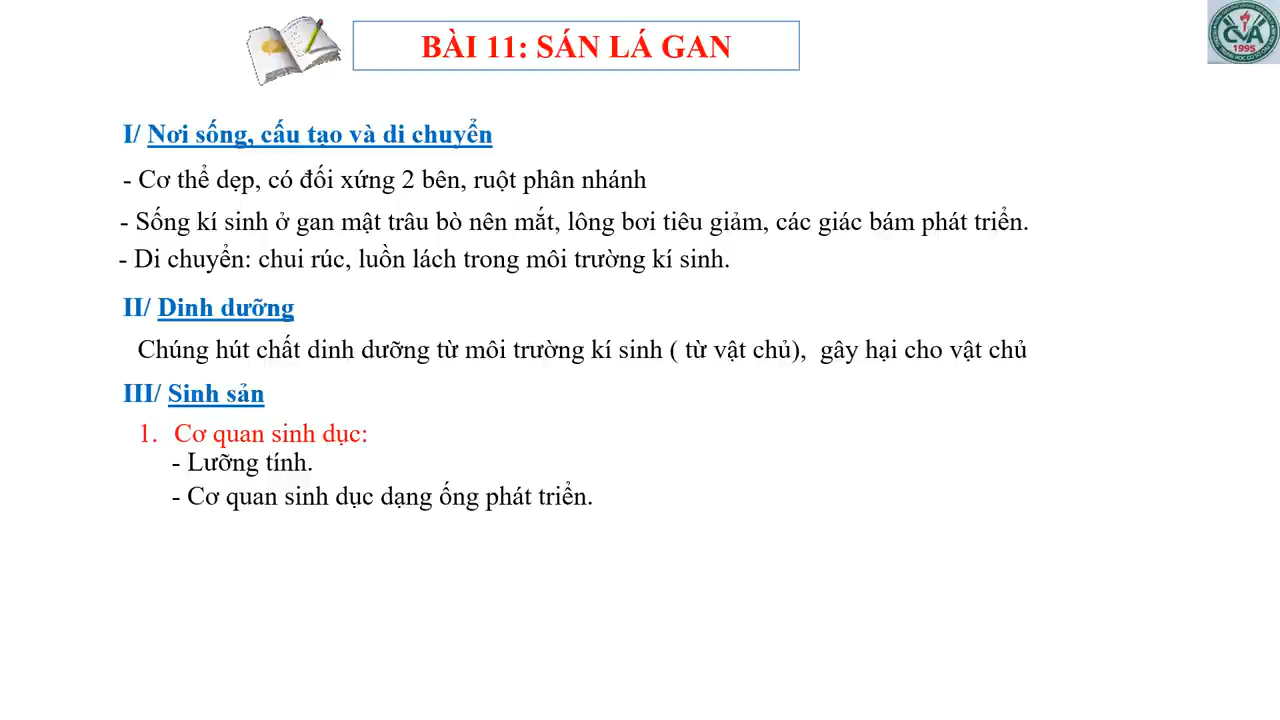 BÀI 11: SÁN LÁ GAN
CVA
1995
I/ Nơi sống, cấu tạo và di chuyển
- Cơ thể dẹp, có đối xứng 2 bên, ruột phân nhánh
- Sống kí sinh ở gan mật trâu bò nên mắt, lông bơi tiêu giảm, các giác bám phát triển.
- Di chuyển: chui rúc, luồn lách trong môi trường kí sinh.
II/ Dinh dưỡng
Chúng hút chất dinh dưỡng từ môi trường kí sinh ( từ vật chủ), gây hại cho vật chủ
III/ Sinh sản
1. Cơ quan sinh dục:
- Lưỡng tính.
- Cơ quan sinh dục dạng ống phát triển.